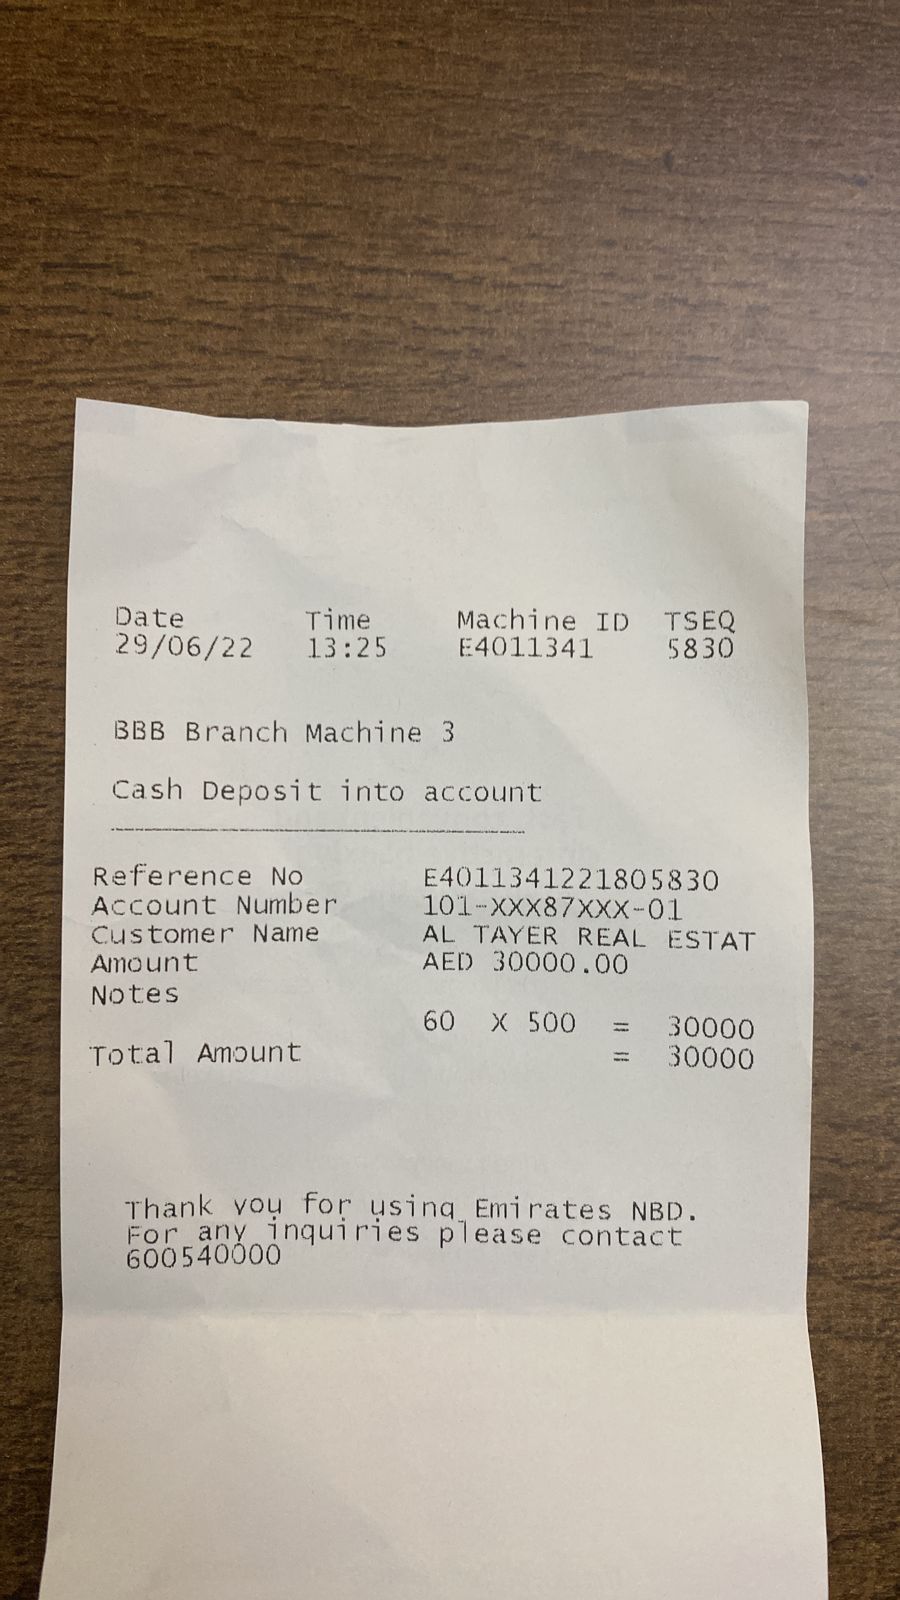 Date Time Machine ID TSEQ
29/06/22 13:25 E4011341 5830
BBB Branch Machine 3
Cash Deposit into account
Reference No E4011341221805830
Account Number 101-XXX87XXX-01
Customer Name AL TAYER REAL ESTAT
Amount AED 30000.00
Notes
60 X 500 = 30000
Total Amount = 30000
Thank you for using Emirates NBD.
For any inquiries please contact
600540000